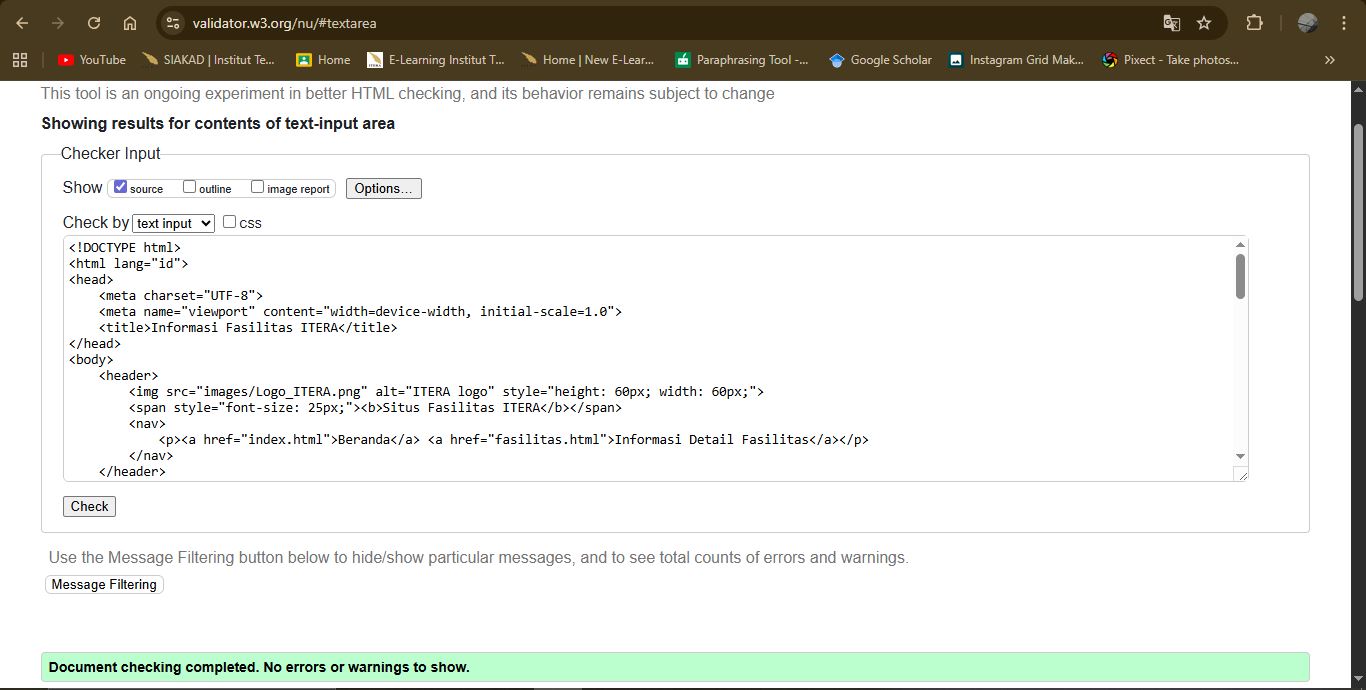 validator.w3.org/nu/#textarea
YouTube SIAKAD | Institut Te... Home E-Learning Institut T... Home | New E-Lear... Paraphrasing Tool -... Google Scholar Instagram Grid Mak... Pixect - Take photos... »
This tool is an ongoing experiment in better HTML checking, and its behavior remains subject to change
Showing results for contents of text-input area
Checker Input
Show source outline image report Options...
Check by text input css
<!DOCTYPE html>
<html lang="id">
<head>
    <meta charset="UTF-8">
    <meta name="viewport" content="width=device-width, initial-scale=1.0">
    <title>Informasi Fasilitas ITERA</title>
</head>
<body>
    <header>
        <img src="images/Logo_ITERA.png" alt="ITERA logo" style="height: 60px; width: 60px;">
        <span style="font-size: 25px;"><b>Situs Fasilitas ITERA</b></span>
        <nav>
            <p><a href="index.html">Beranda</a> <a href="fasilitas.html">Informasi Detail Fasilitas</a></p>
        </nav>
    </header>
Check
Use the Message Filtering button below to hide/show particular messages, and to see total counts of errors and warnings.
Message Filtering
Document checking completed. No errors or warnings to show.